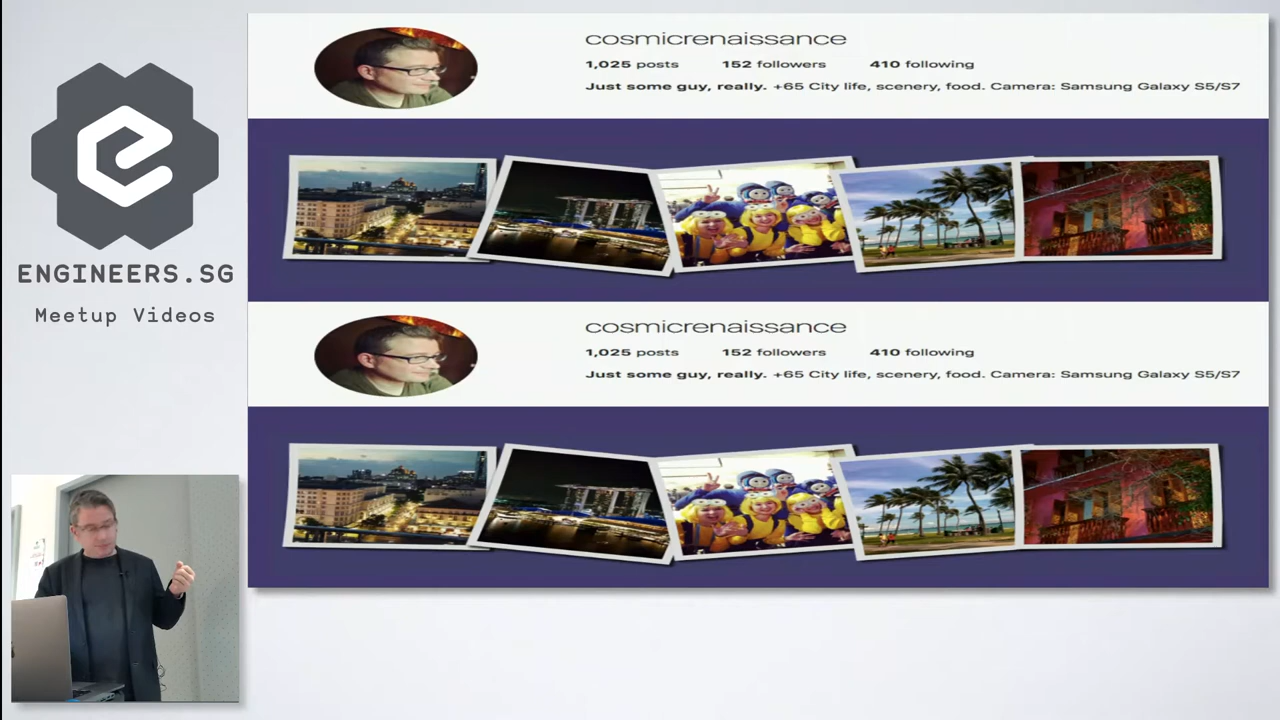 ENGINEERS.SG
Meetup Videos
cosmicrenaissance
1,025 posts 152 followers 410 following
Just some guy, really. +65 City life, scenery, food. Camera: Samsung Galaxy S5/S7
cosmicrenaissance
1,025 posts 152 followers 410 following
Just some guy, really. +65 City life, scenery, food. Camera: Samsung Galaxy S5/S7